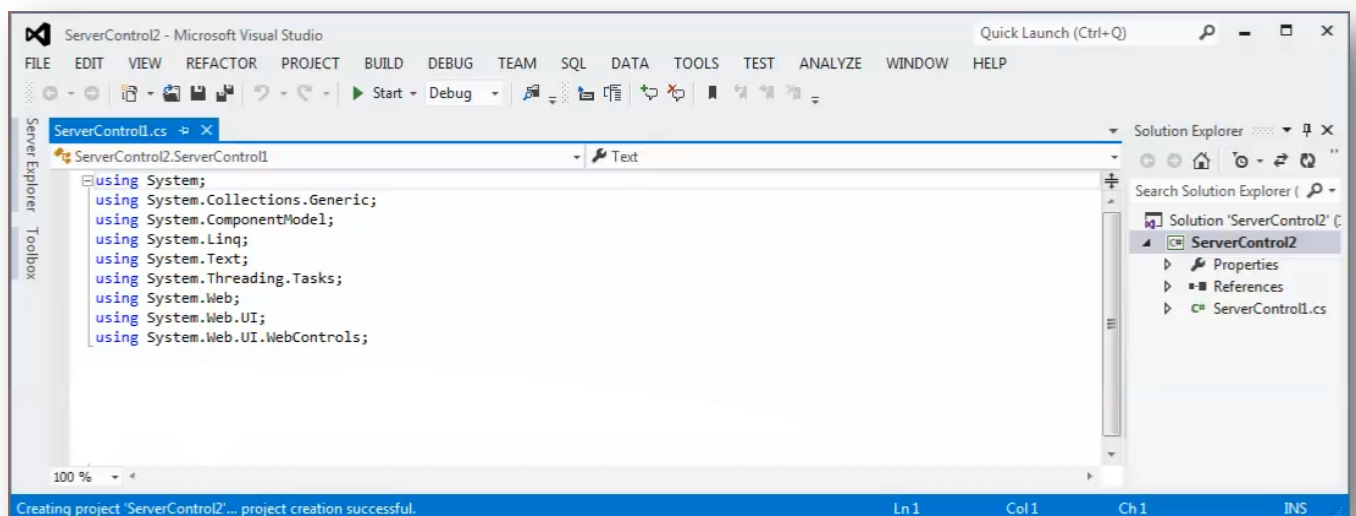 ServerControl2 - Microsoft Visual Studio
Quick Launch (Ctrl+Q)
FILE EDIT VIEW REFACTOR PROJECT BUILD DEBUG TEAM SQL DATA TOOLS TEST ANALYZE WINDOW HELP
Start Debug
Server Explorer
Toolbox
ServerControl1.cs
ServerControl2.ServerControl1
Text
using System;
using System.Collections.Generic;
using System.ComponentModel;
using System.Linq;
using System.Text;
using System.Threading.Tasks;
using System.Web;
using System.Web.UI;
using System.Web.UI.WebControls;
100 %
Solution Explorer
Search Solution Explorer (
Solution 'ServerControl2' (
C# ServerControl2
Properties
References
C# ServerControl1.cs
Creating project 'ServerControl2'... project creation successful.
Ln 1 Col 1 Ch 1 INS